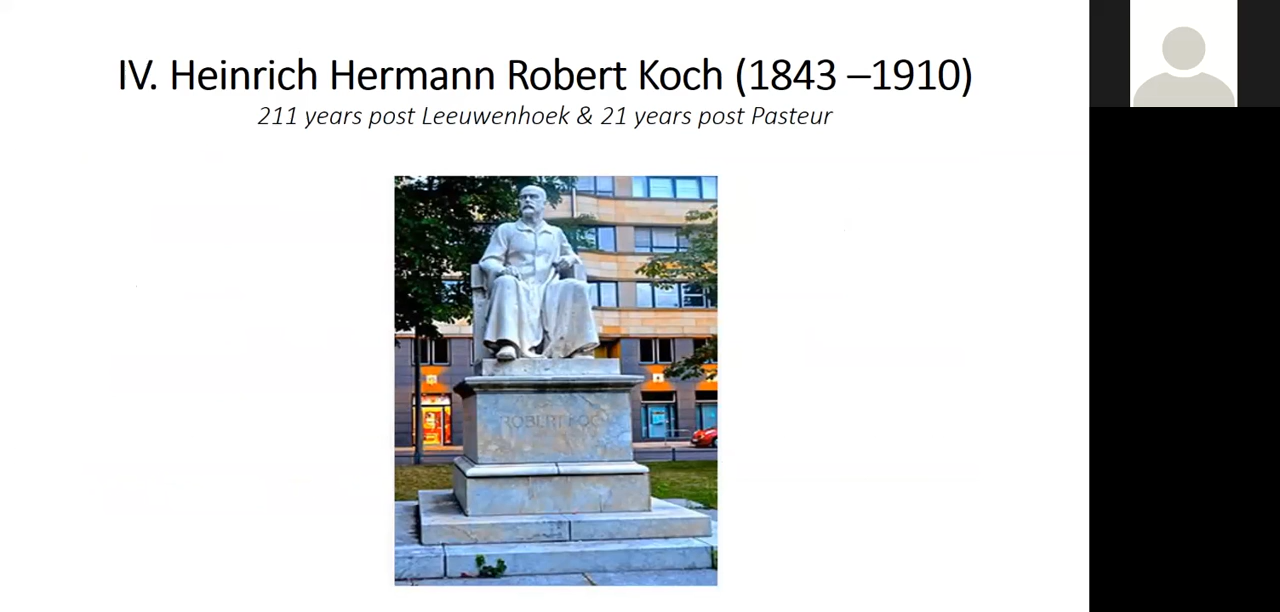 IV. Heinrich Hermann Robert Koch (1843 –1910)
211 years post Leeuwenhoek & 21 years post Pasteur
ROBERT KOCH